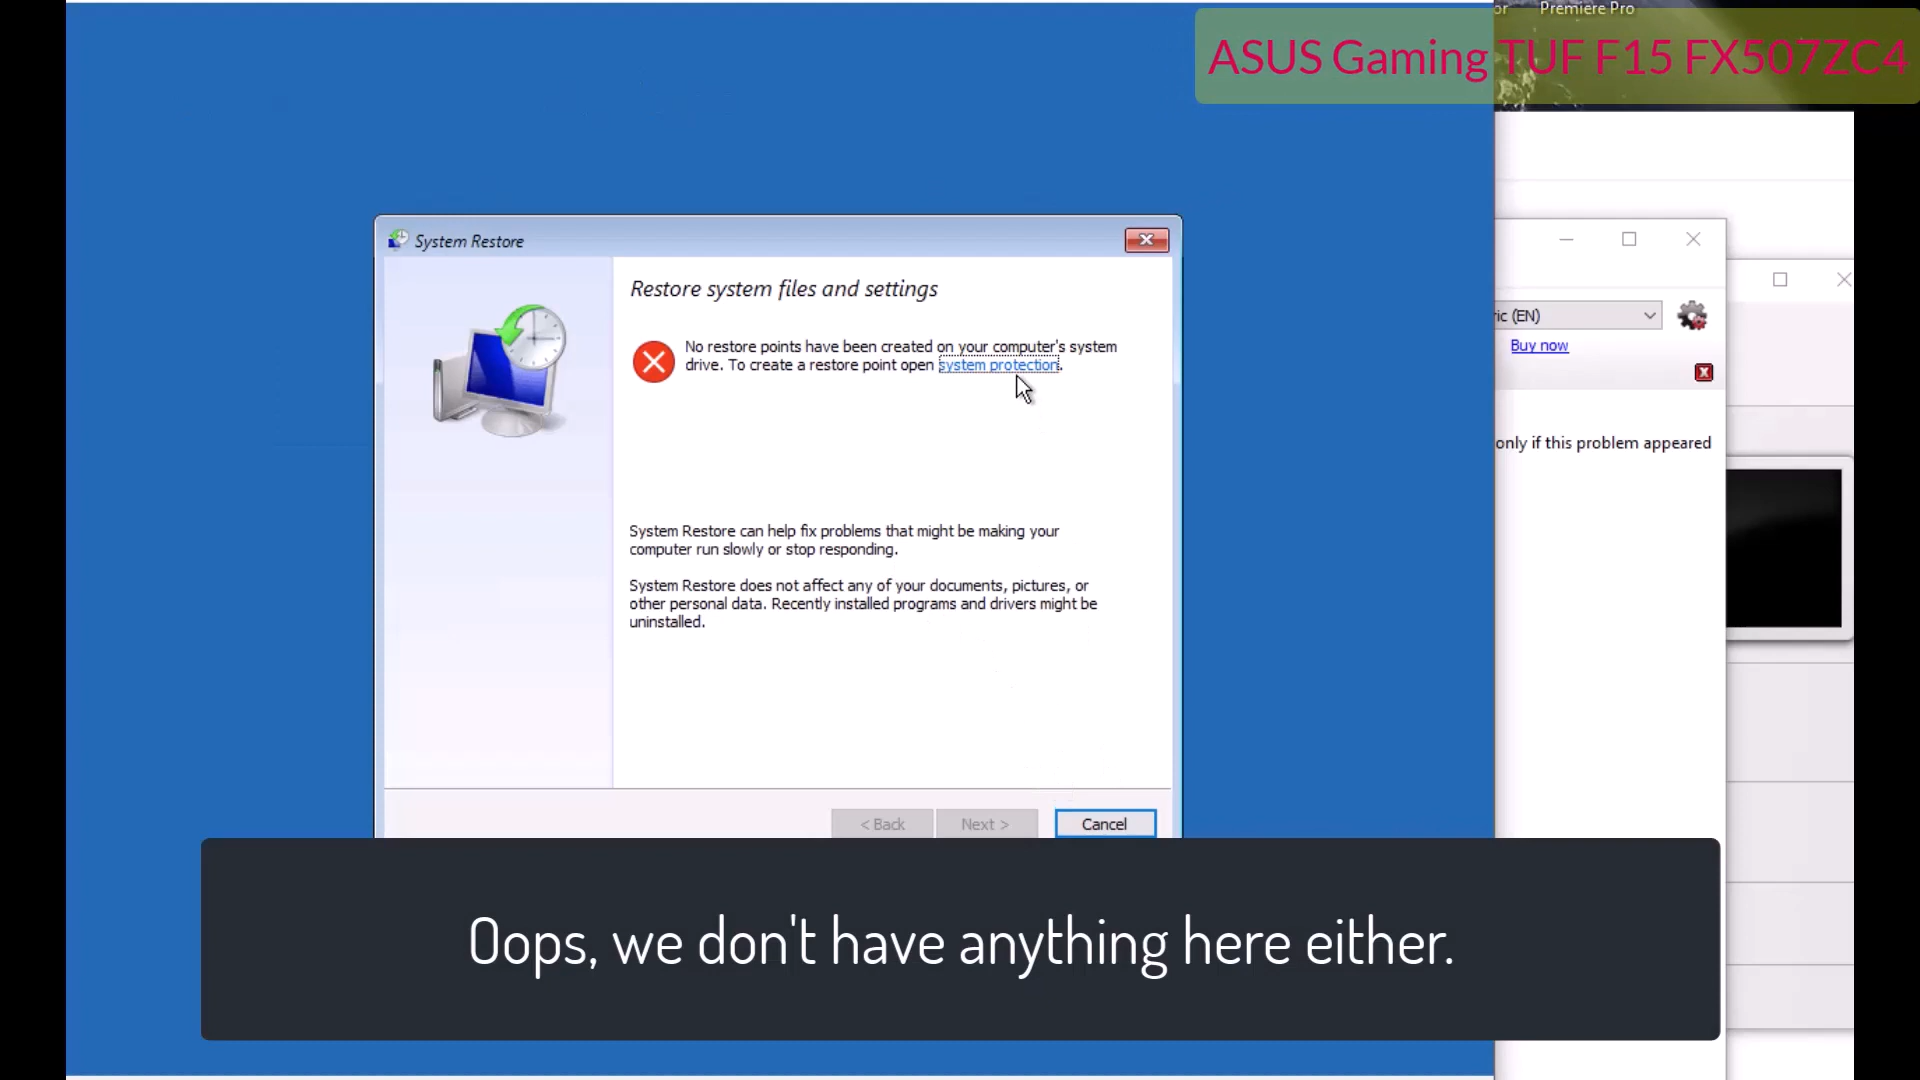 or Premiere Pro
ASUS Gaming TUF F15 FX507ZC4
System Restore
Restore system files and settings
No restore points have been created on your computer's system
drive. To create a restore point open system protection.
System Restore can help fix problems that might be making your
computer run slowly or stop responding.
System Restore does not affect any of your documents, pictures, or
other personal data. Recently installed programs and drivers might be
uninstalled.
< Back
Next >
Cancel
ric (EN)
Buy now
only if this problem appeared
Oops, we don't have anything here either.